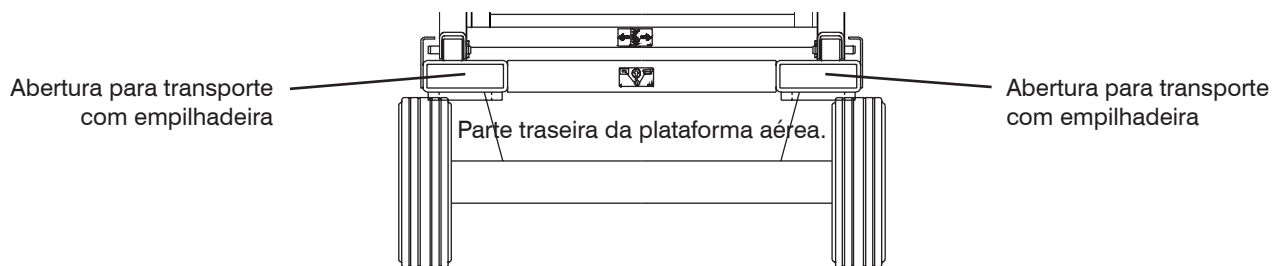 Abertura para transporte
com empilhadeira
Abertura para transporte
com empilhadeira
Parte traseira da plataforma aérea.